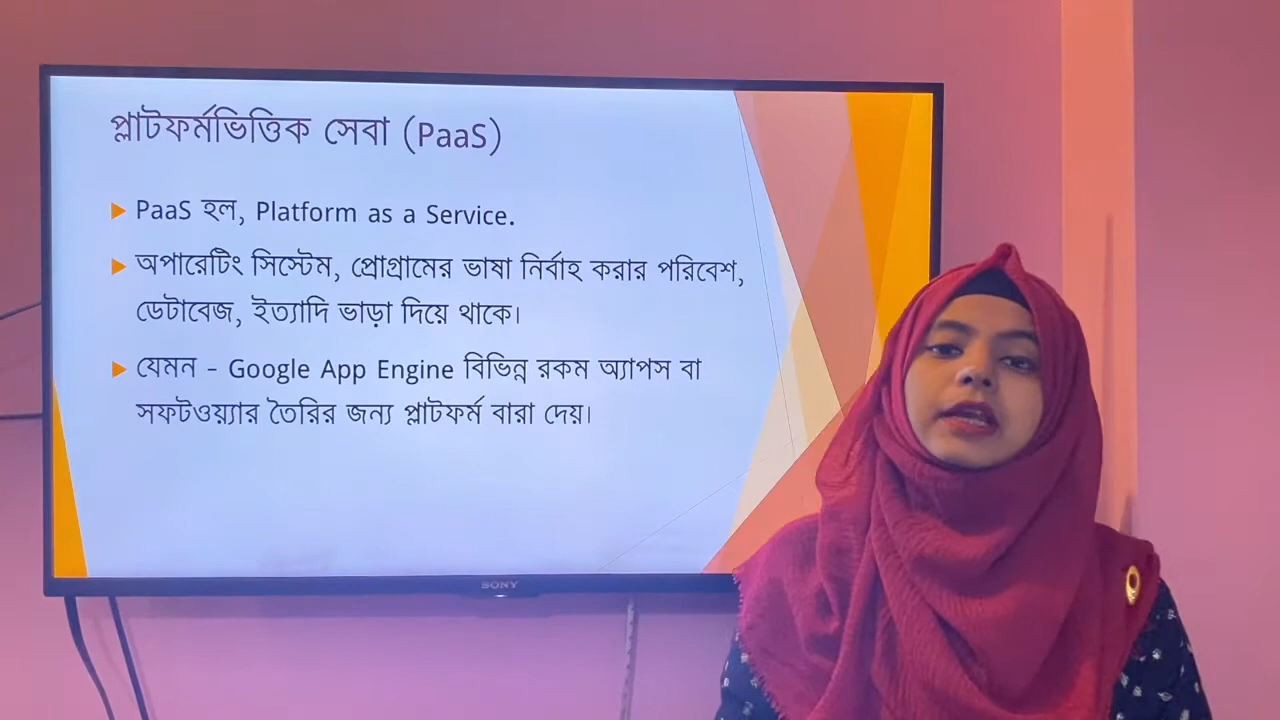 প্লাটফর্মভিত্তিক সেবা (PaaS)
PaaS হল, Platform as a Service.
অপারেটিং সিস্টেম, প্রোগ্রামের ভাষা নির্বাহ করার পরিবেশ,
ডেটাবেজ, ইত্যাদি ভাড়া দিয়ে থাকে।
যেমন – Google App Engine বিভিন্ন রকম অ্যাপস বা
সফটওয়্যার তৈরির জন্য প্লাটফর্ম বারা দেয়।
SONY